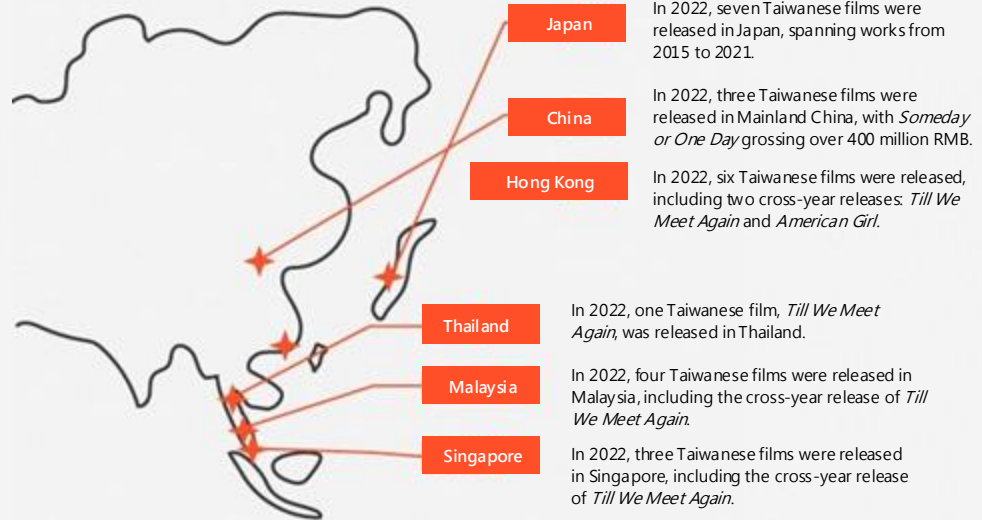 Japan
In 2022, seven Taiwanese films were
released in Japan, spanning works from
2015 to 2021.
China
In 2022, three Taiwanese films were
released in Mainland China, with Someday
or One Day grossing over 400 million RMB.
Hong Kong
In 2022, six Taiwanese films were released,
including two cross-year releases: Till We
Meet Again and American Girl.
Thailand
In 2022, one Taiwanese film, Till We Meet
Again, was released in Thailand.
Malaysia
In 2022, four Taiwanese films were released in
Malaysia, including the cross-year release of Till
We Meet Again.
Singapore
In 2022, three Taiwanese films were released
in Singapore, including the cross-year release
of Till We Meet Again.